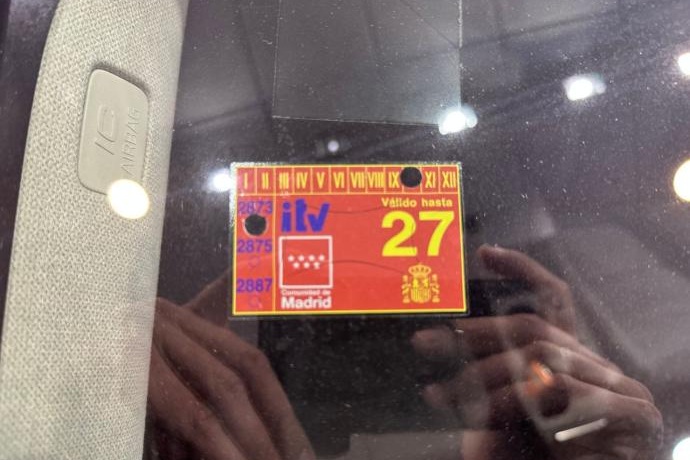 I II III IV V VI VII VIII IX XI XII
Válido hasta
2873
itv
27
2875
2887
Comunidad de
Madrid
AIRBAG